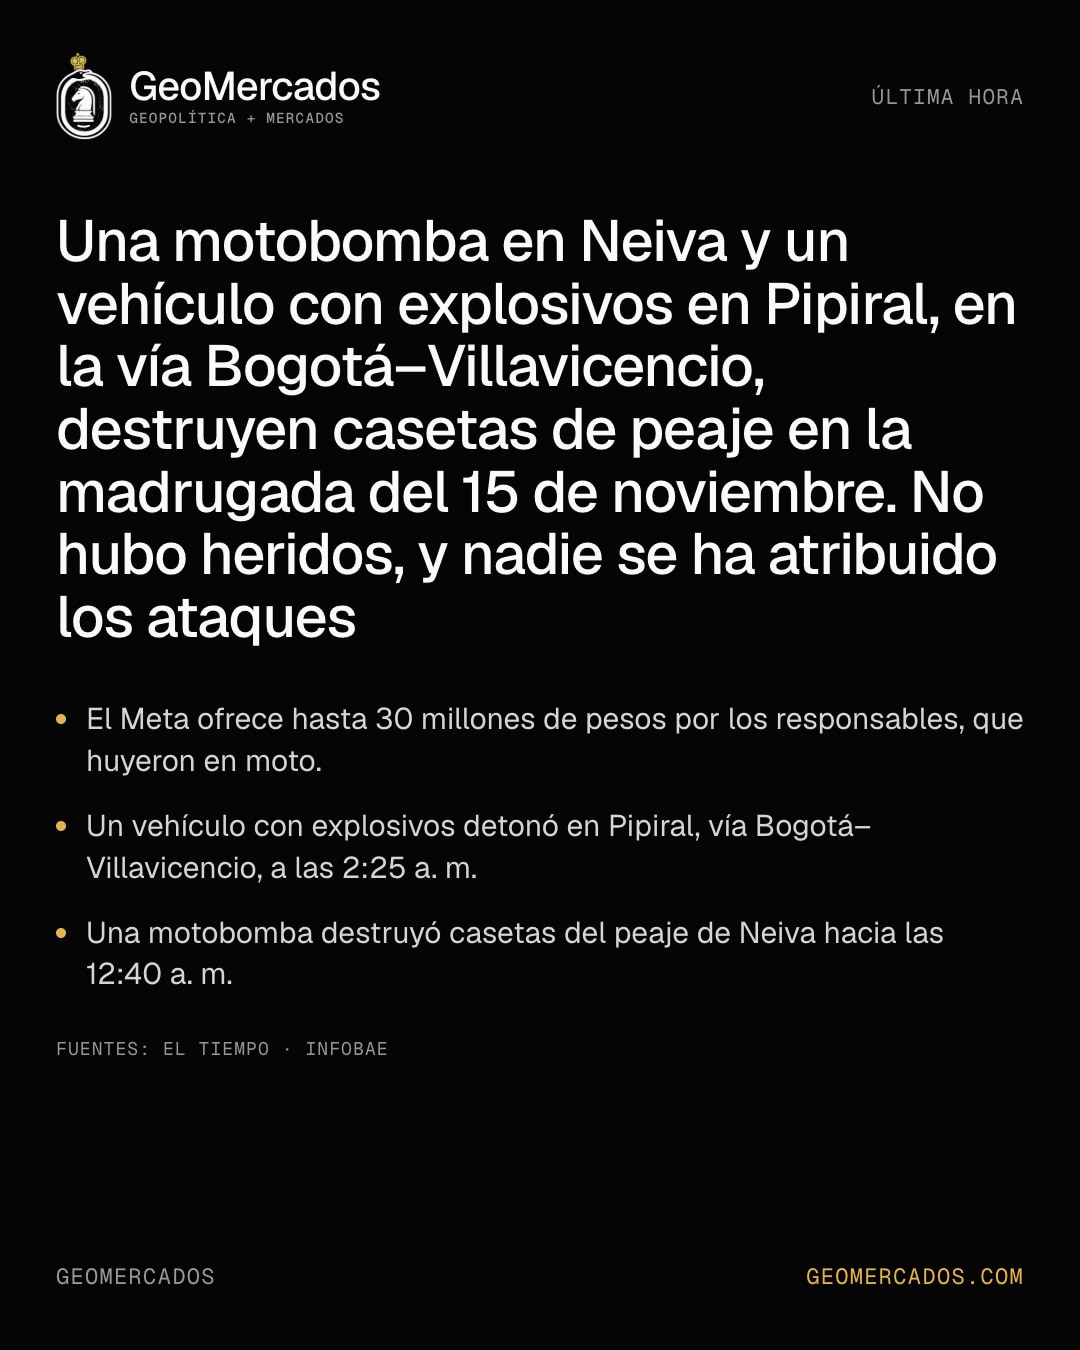 GeoMercados
GEOPOLÍTICA + MERCADOS
ÚLTIMA HORA
Una motobomba en Neiva y un
vehículo con explosivos en Pipiral, en
la vía Bogotá–Villavicencio,
destruyen casetas de peaje en la
madrugada del 15 de noviembre. No
hubo heridos, y nadie se ha atribuido
los ataques
• El Meta ofrece hasta 30 millones de pesos por los responsables, que
huyeron en moto.
• Un vehículo con explosivos detonó en Pipiral, vía Bogotá–
Villavicencio, a las 2:25 a. m.
• Una motobomba destruyó casetas del peaje de Neiva hacia las
12:40 a. m.
FUENTES: EL TIEMPO · INFOBAE
GEOMERCADOS
GEOMERCADOS.COM